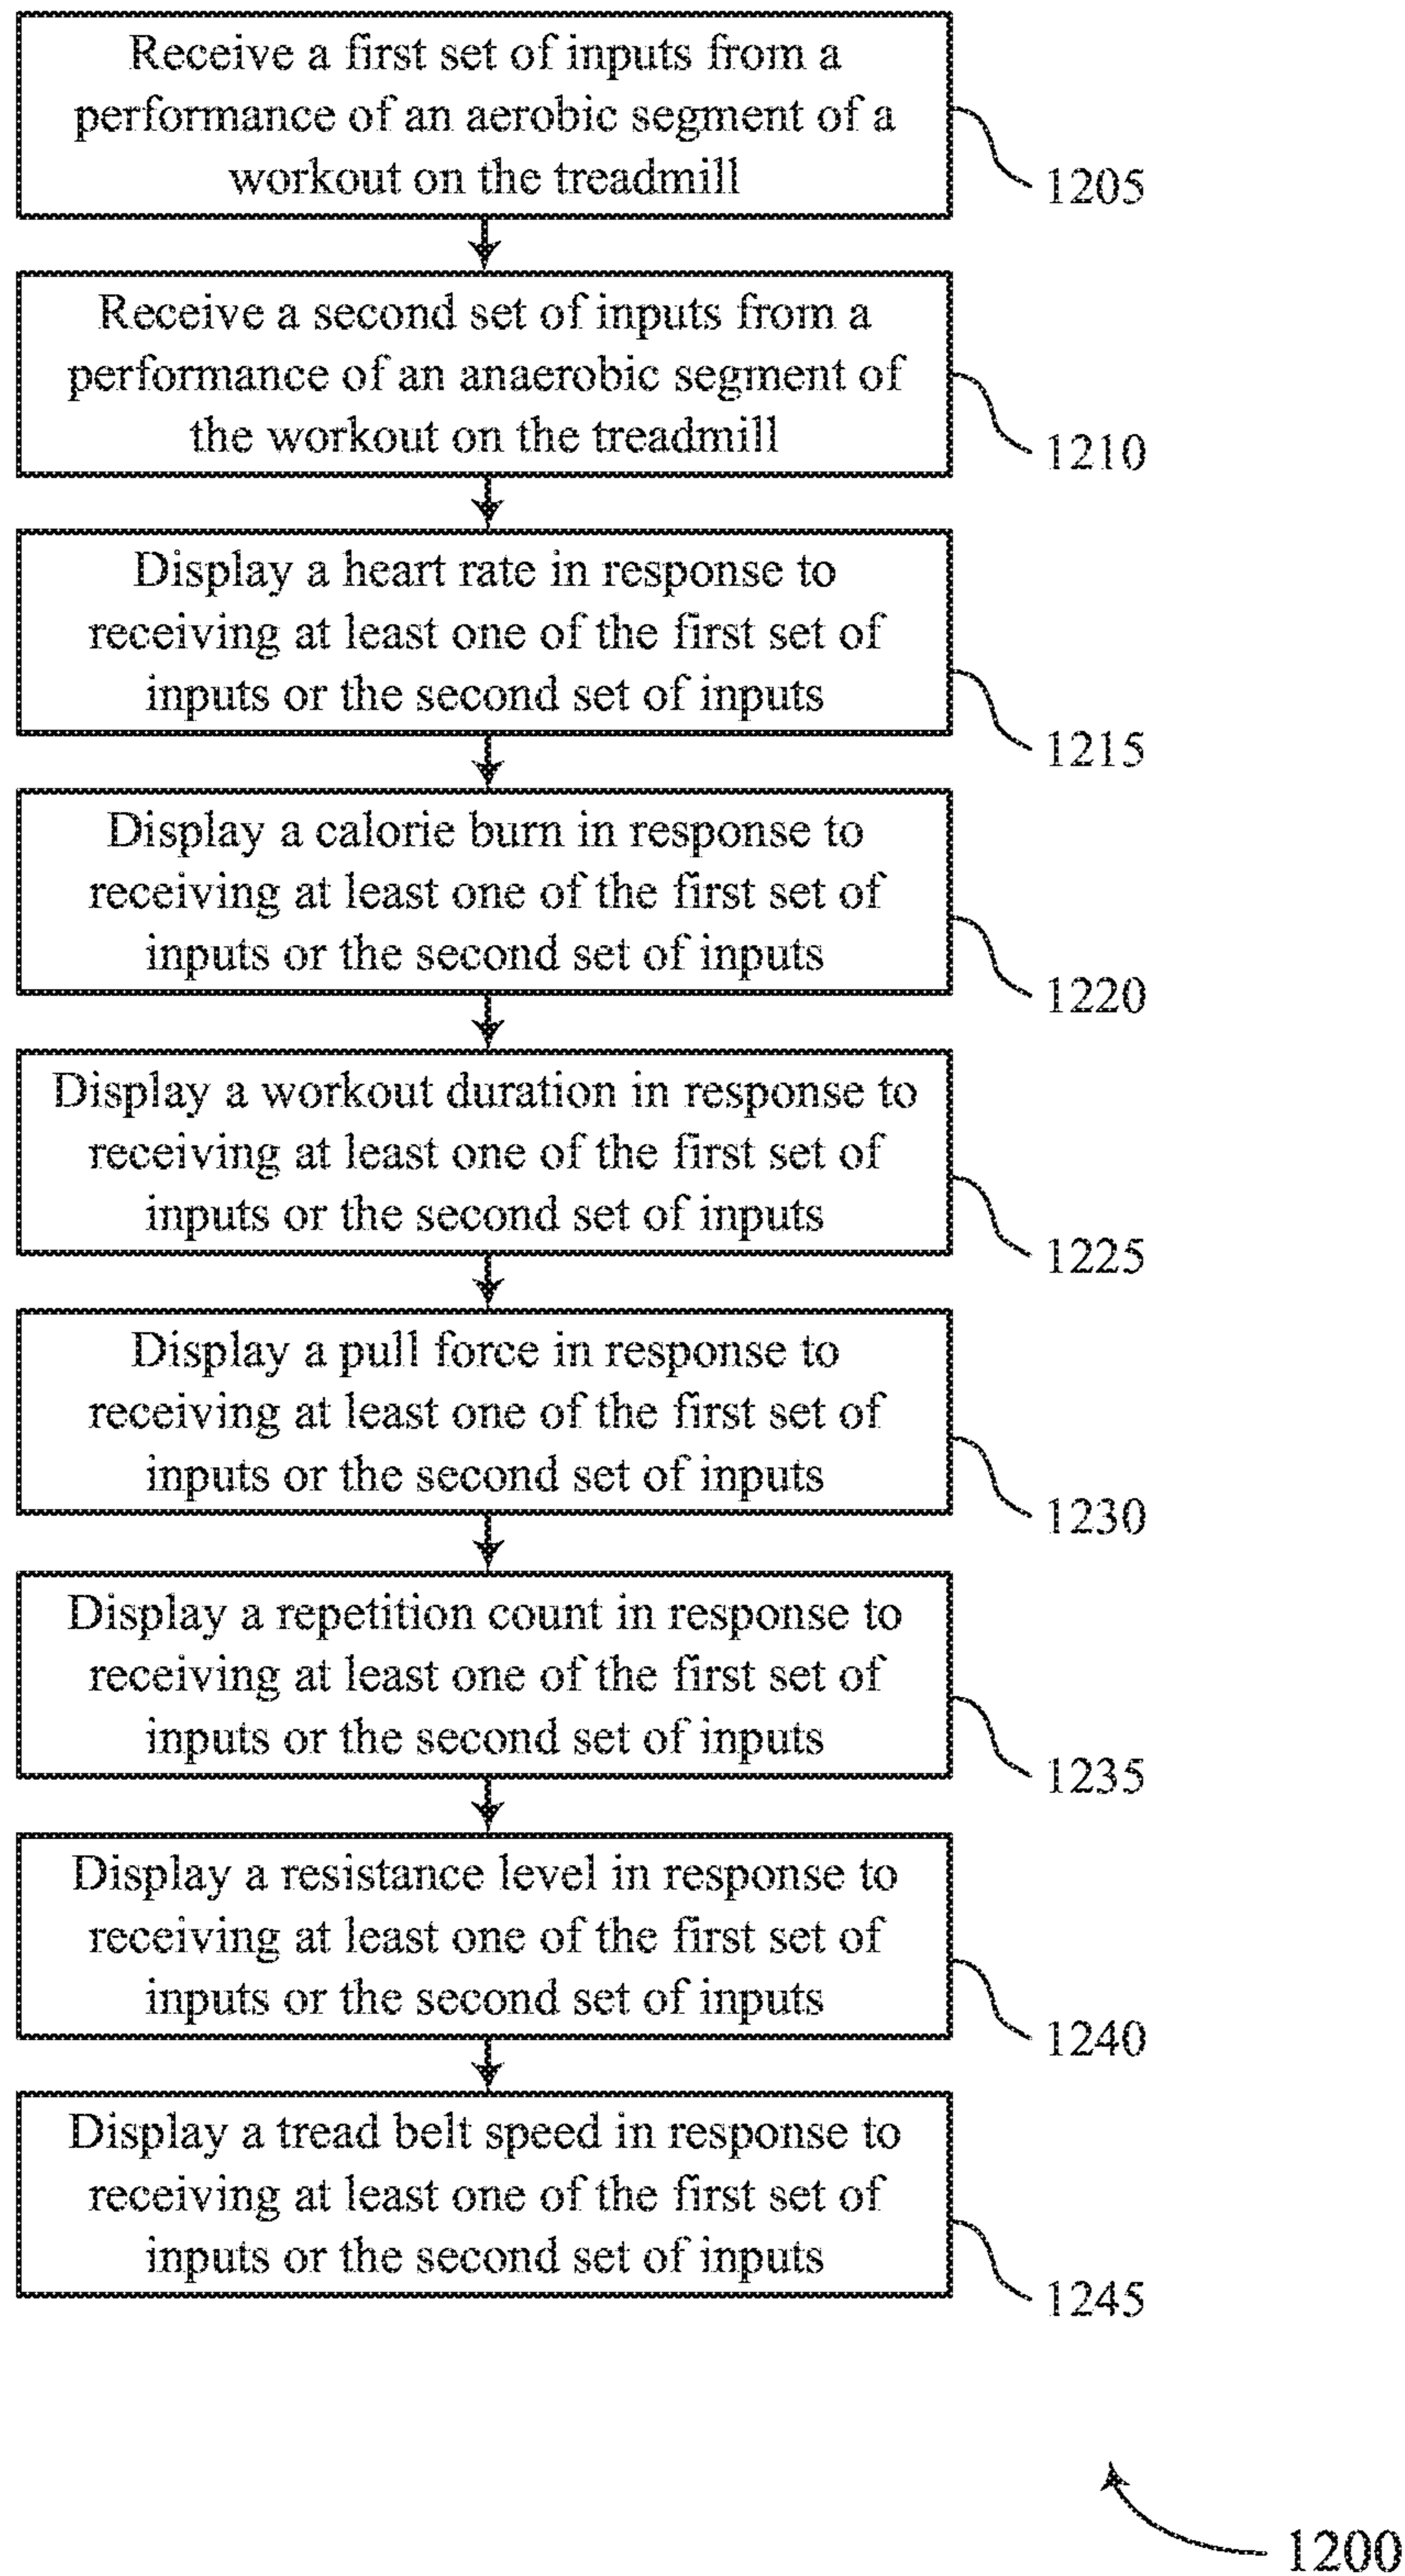 Receive a first set of inputs from a
performance of an aerobic segment of a
workout on the treadmill
1205
Receive a second set of inputs from a
performance of an anaerobic segment of
the workout on the treadmill
1210
Display a heart rate in response to
receiving at least one of the first set of
inputs or the second set of inputs
1215
Display a calorie burn in response to
receiving at least one of the first set of
inputs or the second set of inputs
1220
Display a workout duration in response to
receiving at least one of the first set of
inputs or the second set of inputs
1225
Display a pull force in response to
receiving at least one of the first set of
inputs or the second set of inputs
1230
Display a repetition count in response to
receiving at least one of the first set of
inputs or the second set of inputs
1235
Display a resistance level in response to
receiving at least one of the first set of
inputs or the second set of inputs
1240
Display a tread belt speed in response to
receiving at least one of the first set of
inputs or the second set of inputs
1245
1200